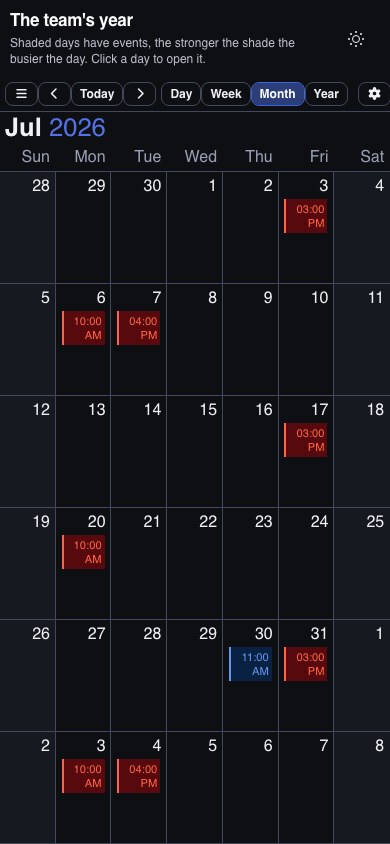 The team's year
Shaded days have events, the stronger the shade the
busier the day. Click a day to open it.
Today Day Week Month Year
Jul 2026
Sun Mon Tue Wed Thu Fri Sat
28 29 30 1 2 3 4
03:00
PM
5 6 7 8 9 10 11
10:00 04:00
AM PM
12 13 14 15 16 17 18
03:00
PM
19 20 21 22 23 24 25
10:00
AM
26 27 28 29 30 31 1
11:00 03:00
AM PM
2 3 4 5 6 7 8
10:00 04:00
AM PM